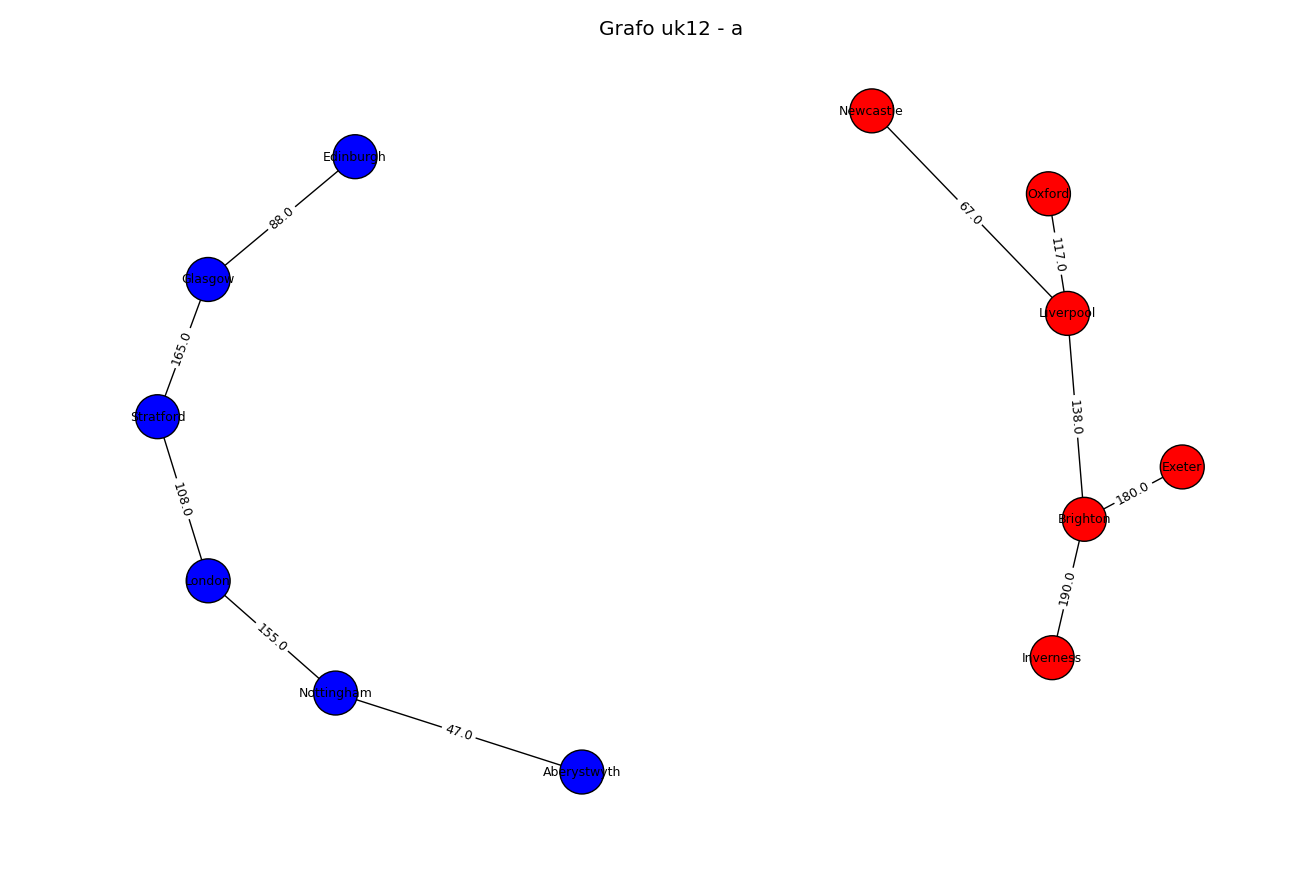 Grafo uk12 - a
Newcastle
Edinburgh
Oxford
67.0
88.0
117.0
Glasgow
Liverpool
165.0
Stratford
138.0
Exeter
180.0
108.0
Brighton
London
190.0
155.0
Inverness
Nottingham
47.0
Aberystwyth